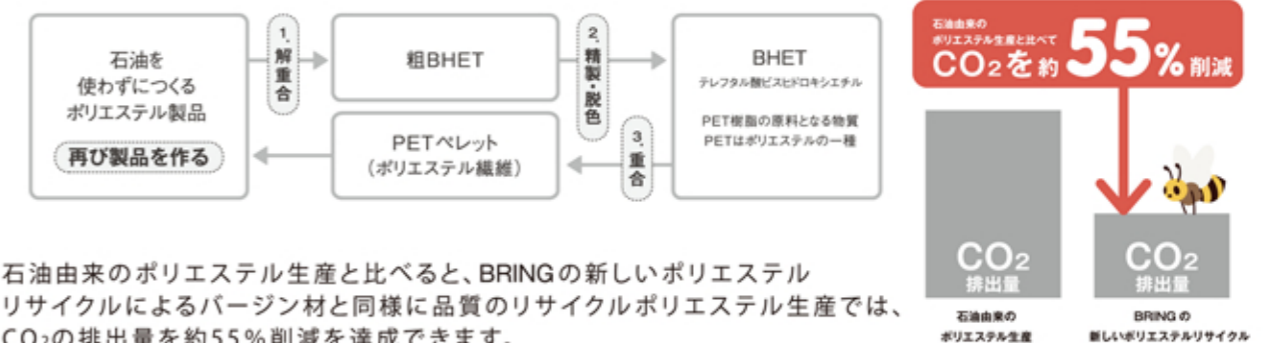 石油を
使わずにつくる
ポリエステル製品
再び製品を作る
1.解重合
粗BHET
2.精製・脱色
BHET
テレフタル酸ビスヒドロキシエチル
PET樹脂の原料となる物質
PETはポリエステルの一種
3.重合
PETペレット
(ポリエステル繊維)
石油由来の
ポリエステル生産と比べて
CO₂を約55%削減
CO₂
排出量
石油由来の
ポリエステル生産
CO₂
排出量
BRINGの
新しいポリエステルリサイクル
石油由来のポリエステル生産と比べると、BRINGの新しいポリエステル
リサイクルによるバージン材と同様に品質のリサイクルポリエステル生産では、
CO₂の排出量を約55%削減を達成できます。